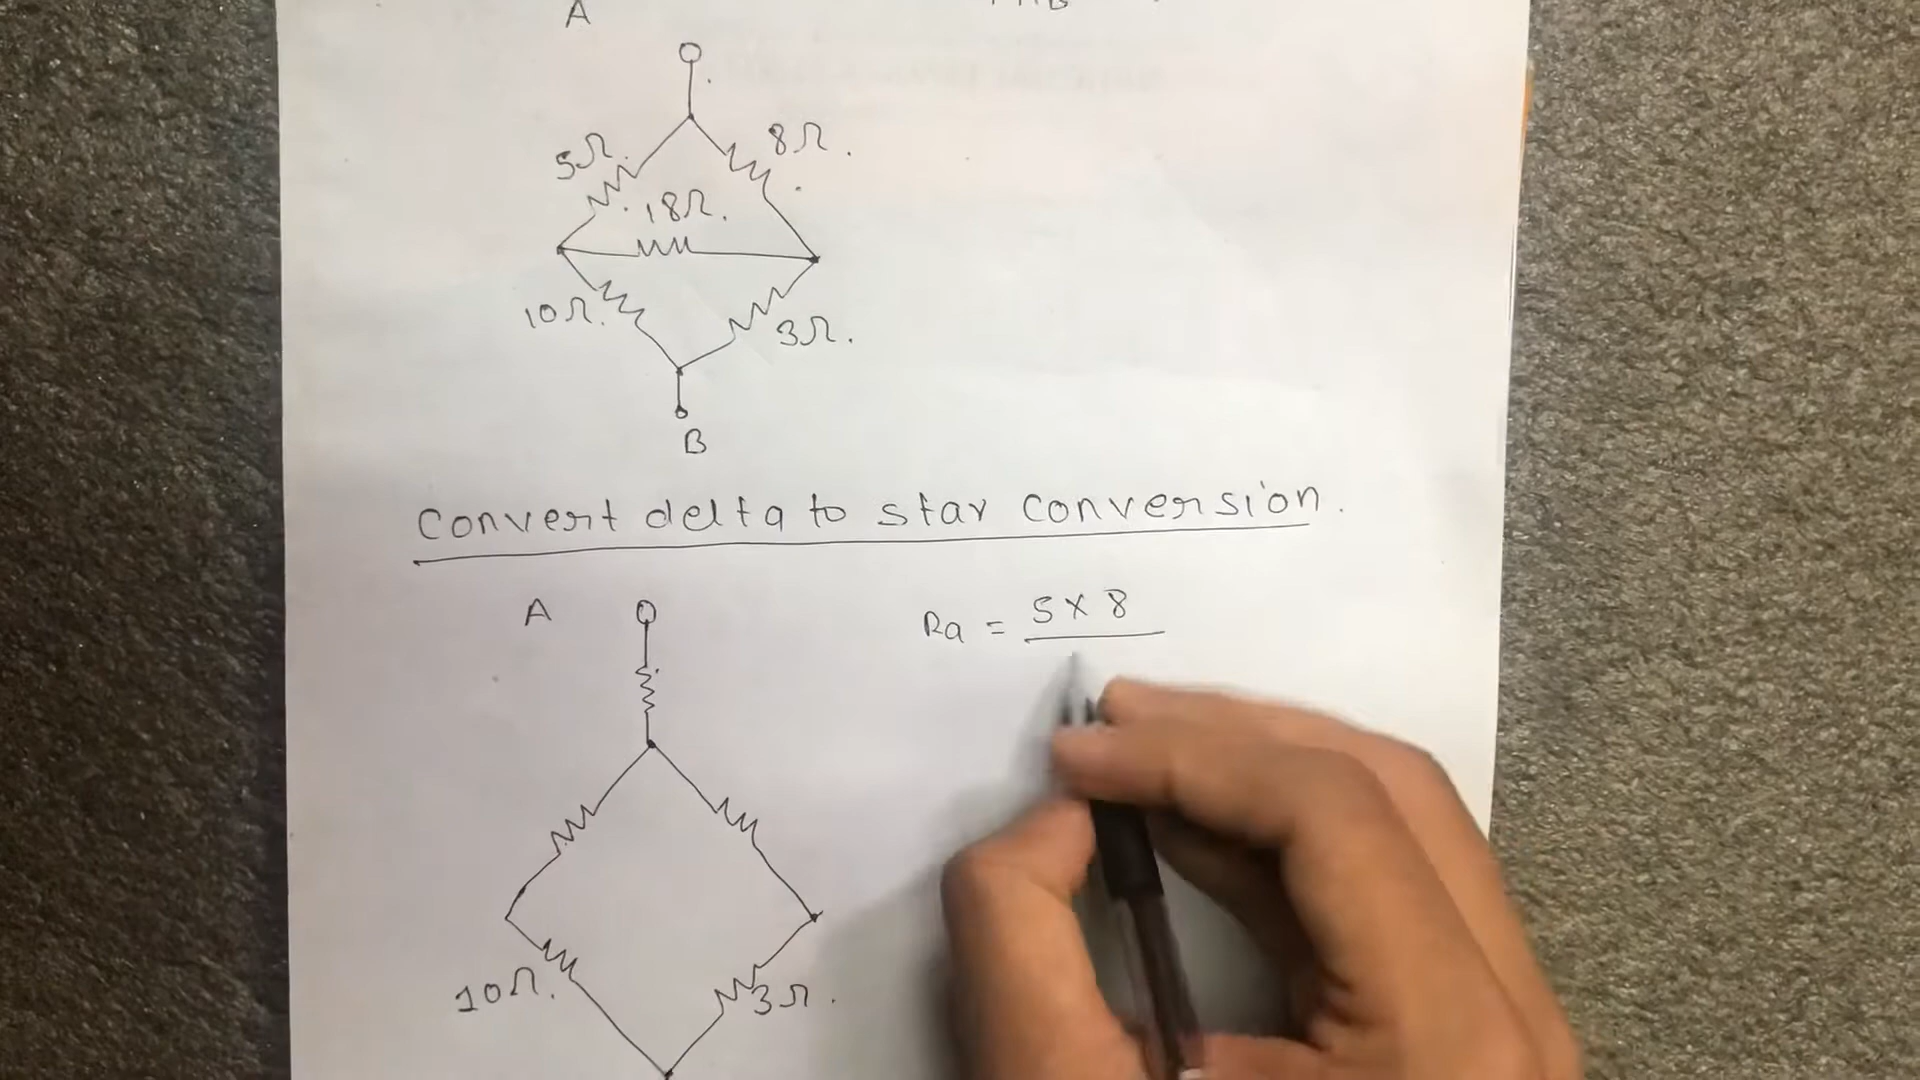 A
5Ω.
8Ω.
18Ω.
10Ω.
3Ω.
B
Convert delta to star conversion.
A
Ra = 5 X 8
10Ω.
3Ω.